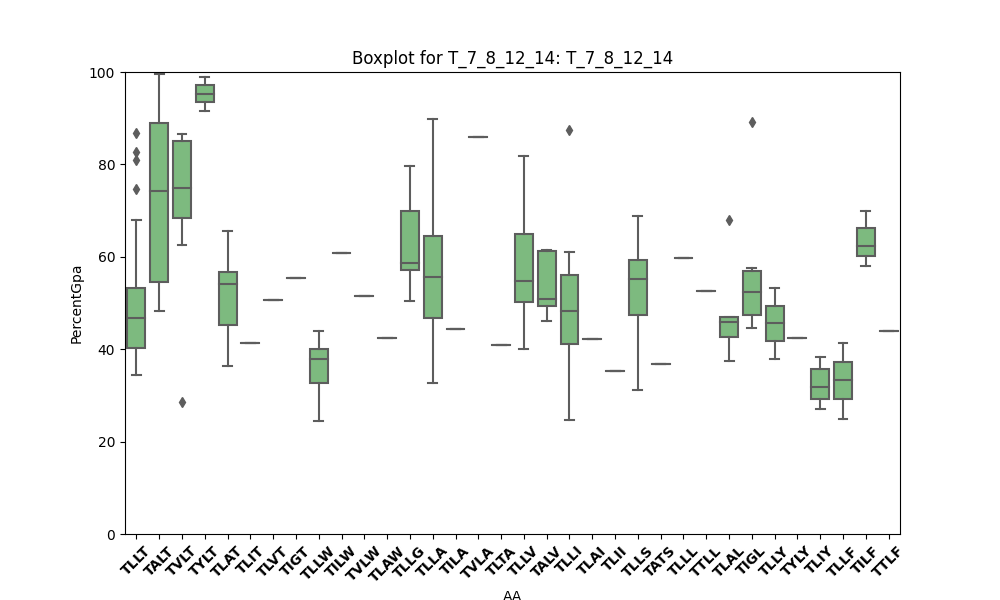 Boxplot for T_7_8_12_14: T_7_8_12_14
100
80
60
40
20
0
PercentGpa
TLLT TALT TVLT TYLT TLAT TLIT TLVT TIGT TLLW TILW TVLW TLAW TLLG TLLA TILA TVLA TLTA TLLV TALV TLLI TLAI TLII TLLS TATS TLLL TTLL TLAL TIGL TLLY TYLY TLIY TLLF TILF TTLF
AA